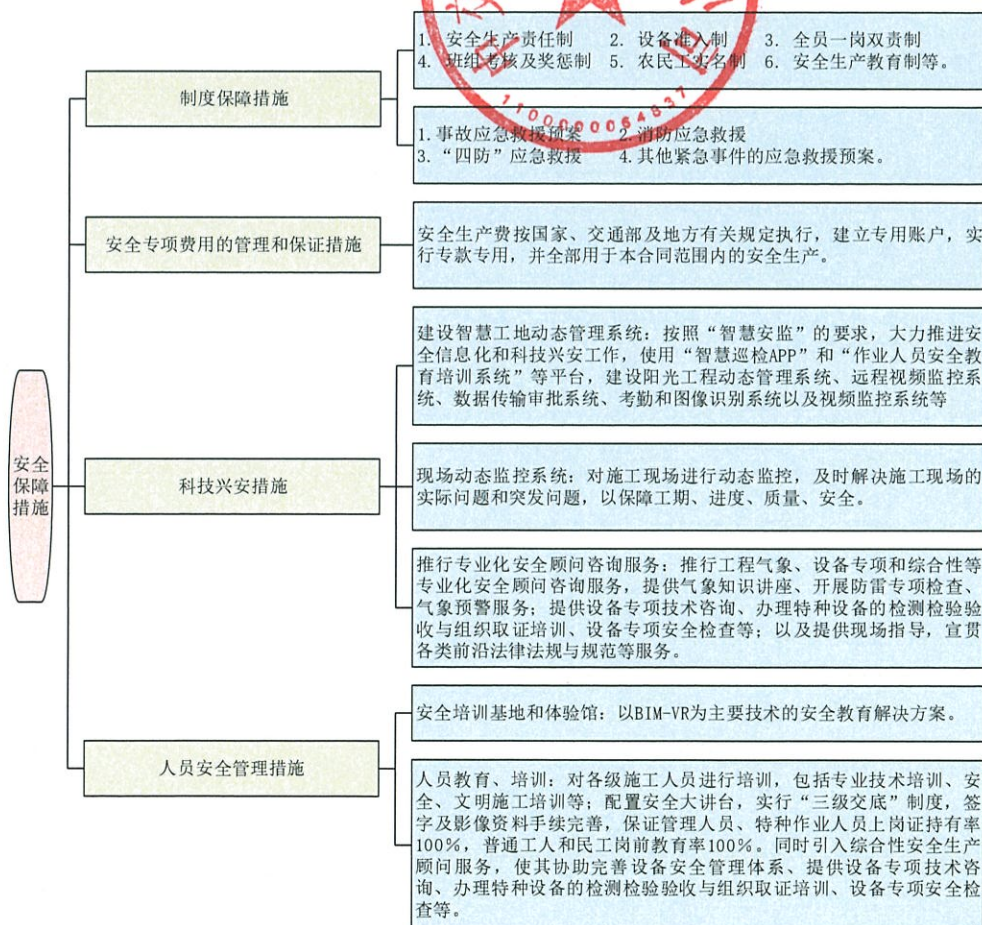 1. 安全生产责任制 2. 设备准入制 3. 全员一岗双责制
4. 班组考核及奖惩制 5. 农民工实名制 6. 安全生产教育制等。
制度保障措施
1100000064837
1.事故应急救援预案 2.消防应急救援
3.“四防”应急救援 4.其他紧急事件的应急救援预案。
安全专项费用的管理和保证措施
安全生产费按国家、交通部及地方有关规定执行，建立专用账户，实
行专款专用，并全部用于本合同范围内的安全生产。
建设智慧工地动态管理系统：按照“智慧安监”的要求，大力推进安
全信息化和科技兴安工作，使用“智慧巡检APP”和“作业人员安全教
育培训系统”等平台，建设阳光工程动态管理系统、远程视频监控系
统、数据传输审批系统、考勤和图像识别系统以及视频监控系统等
安全
保障
措施
科技兴安措施
现场动态监控系统：对施工现场进行动态监控，及时解决施工现场的
实际问题和突发问题，以保障工期、进度、质量、安全。
推行专业化安全顾问咨询服务：推行工程气象、设备专项和综合性等
专业化安全顾问咨询服务，提供气象知识讲座、开展防雷专项检查、
气象预警服务；提供设备专项技术咨询、办理特种设备的检测检验验
收与组织取证培训、设备专项安全检查等；以及提供现场指导，宣贯
各类前沿法律法规与规范等服务。
人员安全管理措施
安全培训基地和体验馆：以BIM-VR为主要技术的安全教育解决方案。
人员教育、培训：对各级施工人员进行培训，包括专业技术培训、安
全、文明施工培训等；配置安全大讲台，实行“三级交底”制度，签
字及影像资料手续完善，保证管理人员、特种作业人员上岗证持有率
100%，普通工人和民工岗前教育率100%。同时引入综合性安全生产
顾问服务，使其协助完善设备安全管理体系、提供设备专项技术咨
询、办理特种设备的检测检验验收与组织取证培训、设备专项安全检
查等。